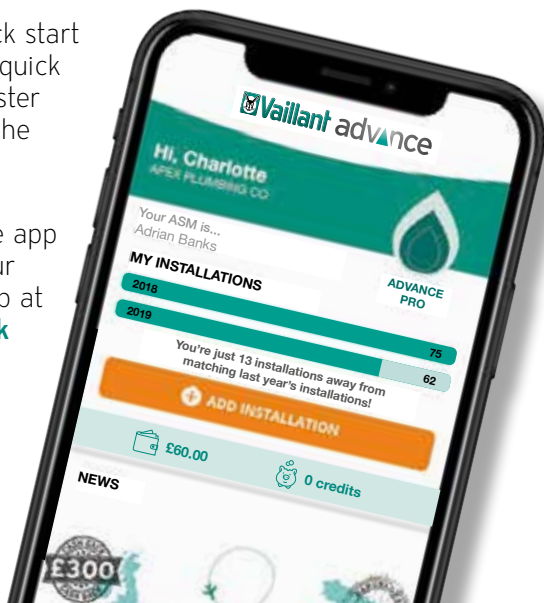 ck start
quick
ster
he
e app
ur
p at
k
Vaillant advance
Hi, Charlotte
APEX PLUMBING CO
Your ASM is...
Adrian Banks
ADVANCE
PRO
MY INSTALLATIONS
2018
75
2019
62
You're just 13 installations away from
matching last year's installations!
ADD INSTALLATION
£60.00
0 credits
NEWS
£300